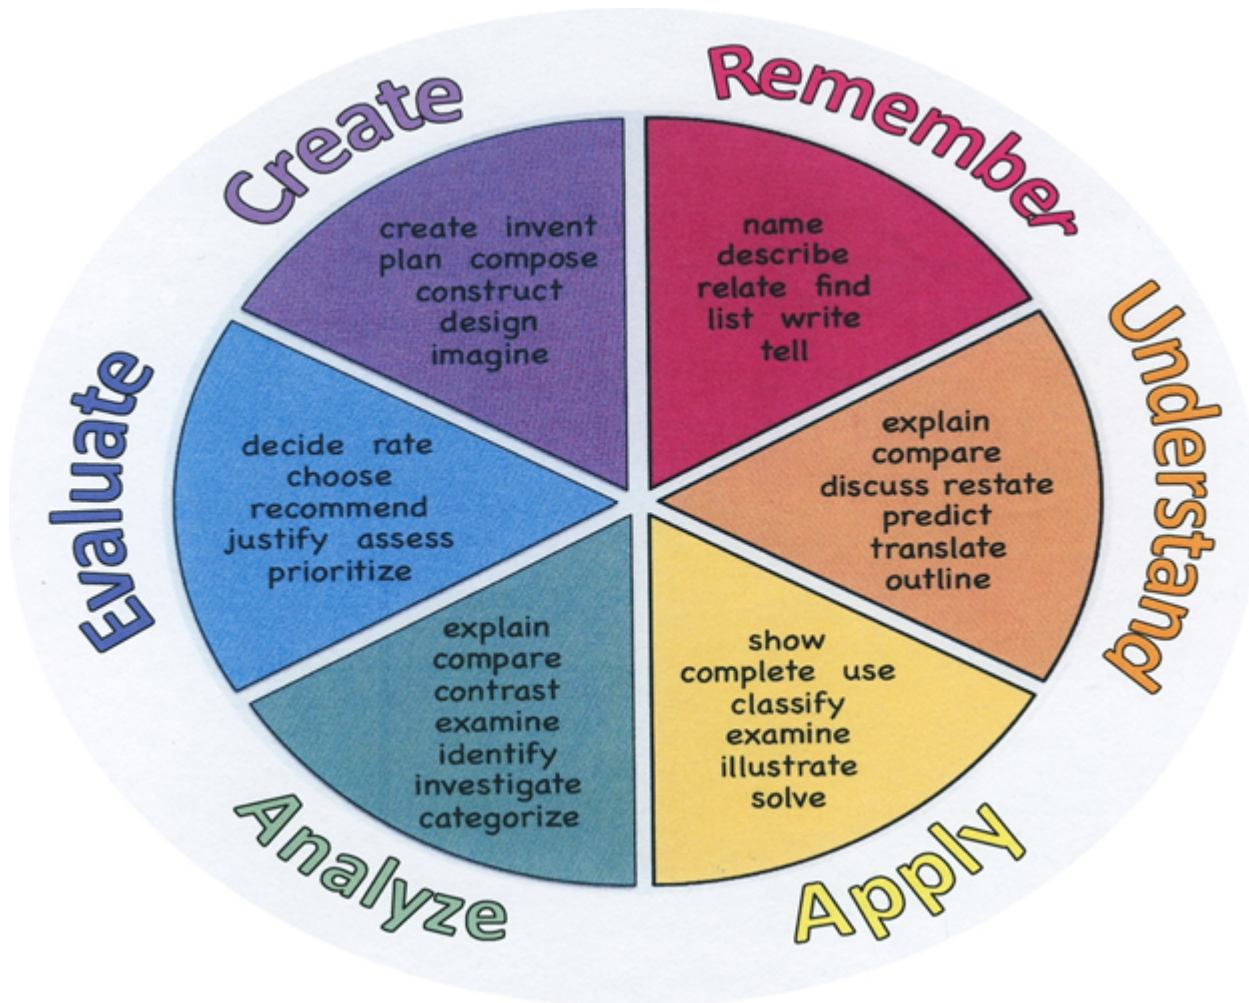 Remember
name
describe
relate find
list write
tell
Understand
explain
compare
discuss restate
predict
translate
outline
Apply
show
complete use
classify
examine
illustrate
solve
Analyze
explain
compare
contrast
examine
identify
investigate
categorize
Evaluate
decide rate
choose
recommend
justify assess
prioritize
Create
create invent
plan compose
construct
design
imagine